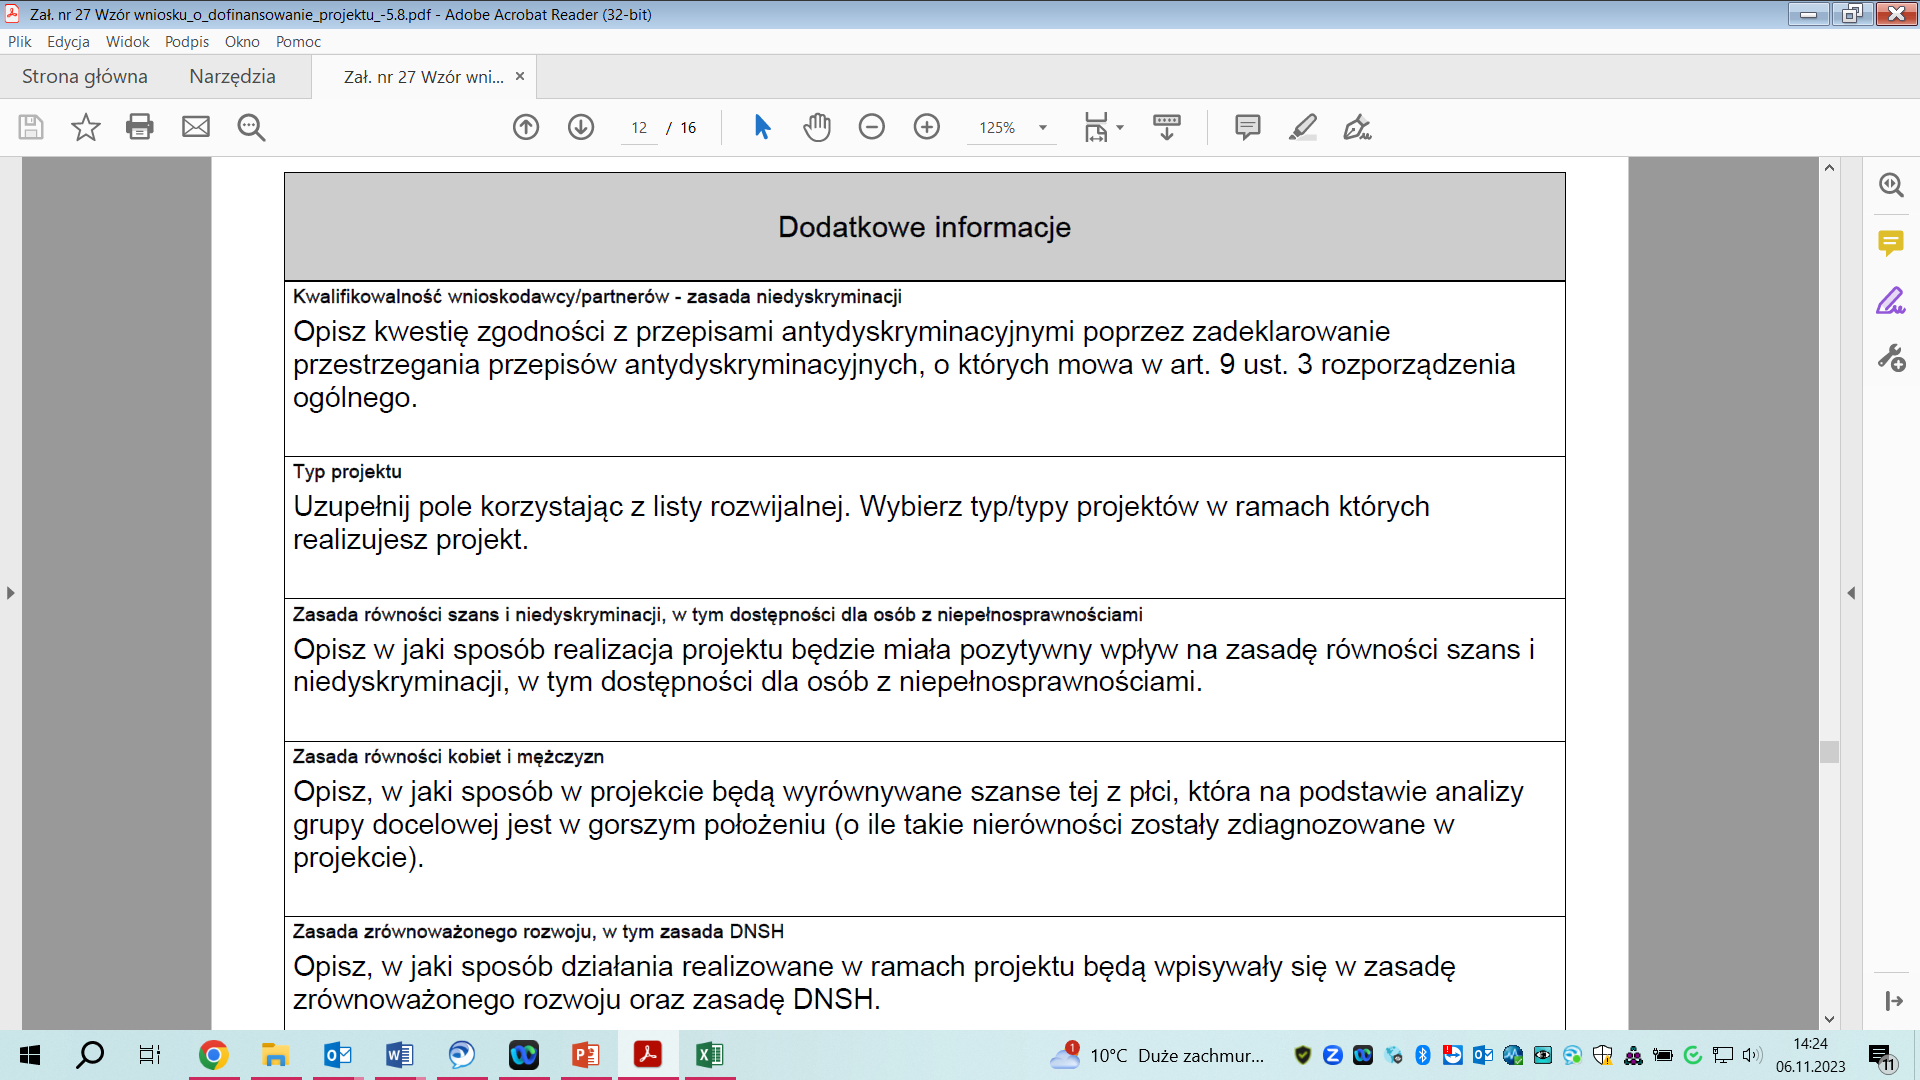 Zał. nr 27 Wzór wniosku_o_dofinansowanie_projektu_-5.8.pdf - Adobe Acrobat Reader (32-bit)
Plik Edycja Widok Podpis Okno Pomoc
Strona główna Narzędzia Zał. nr 27 Wzór wni... ×
12 / 16 125%
Dodatkowe informacje
Kwalifikowalność wnioskodawcy/partnerów - zasada niedyskryminacji
Opisz kwestię zgodności z przepisami antydyskryminacyjnymi poprzez zadeklarowanie
przestrzegania przepisów antydyskryminacyjnych, o których mowa w art. 9 ust. 3 rozporządzenia
ogólnego.
Typ projektu
Uzupełnij pole korzystając z listy rozwijalnej. Wybierz typ/typy projektów w ramach których
realizujesz projekt.
Zasada równości szans i niedyskryminacji, w tym dostępności dla osób z niepełnosprawnościami
Opisz w jaki sposób realizacja projektu będzie miała pozytywny wpływ na zasadę równości szans i
niedyskryminacji, w tym dostępności dla osób z niepełnosprawnościami.
Zasada równości kobiet i mężczyzn
Opisz, w jaki sposób w projekcie będą wyrównywane szanse tej z płci, która na podstawie analizy
grupy docelowej jest w gorszym położeniu (o ile takie nierówności zostały zdiagnozowane w
projekcie).
Zasada zrównoważonego rozwoju, w tym zasada DNSH
Opisz, w jaki sposób działania realizowane w ramach projektu będą wpisywały się w zasadę
zrównoważonego rozwoju oraz zasadę DNSH.
1 10°C Duże zachmur... 14:24
06.11.2023 11